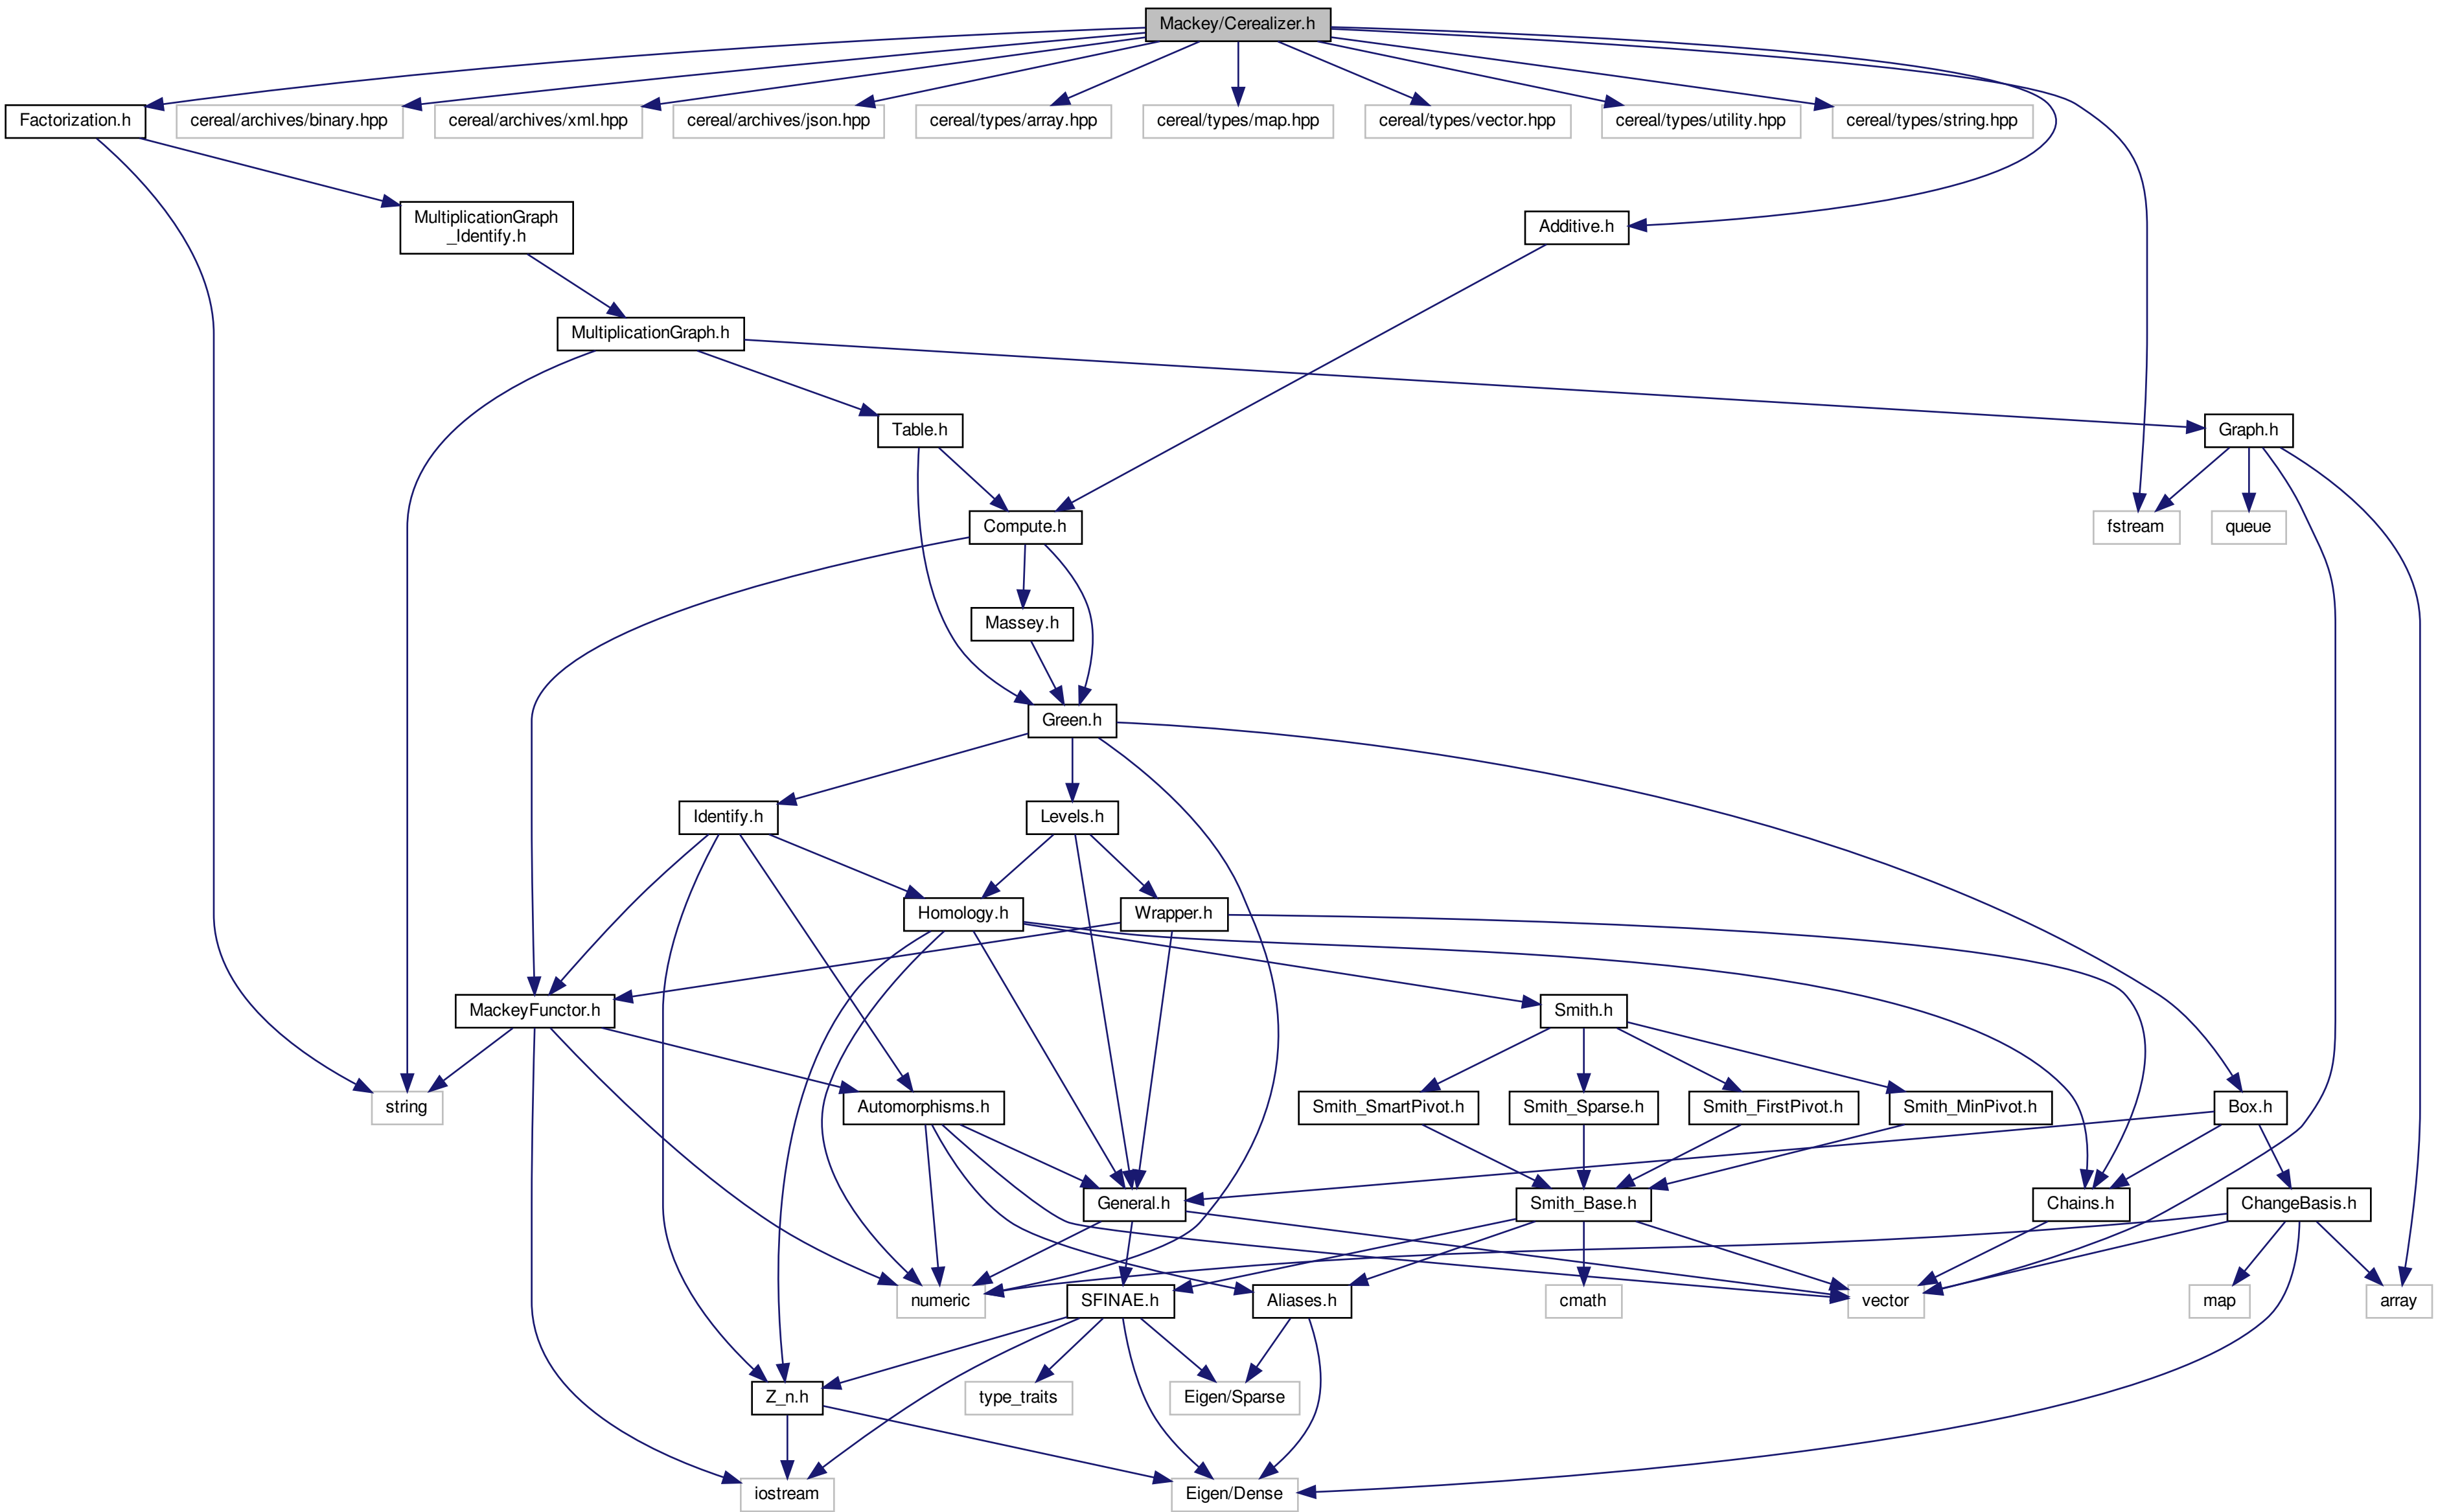 Mackey/Cerealizer.h
Factorization.h
cereal/archives/binary.hpp
cereal/archives/xml.hpp
cereal/archives/json.hpp
cereal/types/array.hpp
cereal/types/map.hpp
cereal/types/vector.hpp
cereal/types/utility.hpp
cereal/types/string.hpp
MultiplicationGraph
_Identify.h
Additive.h
MultiplicationGraph.h
Table.h
Graph.h
Compute.h
fstream
queue
Massey.h
Green.h
Identify.h
Levels.h
Homology.h
Wrapper.h
MackeyFunctor.h
Smith.h
string
Automorphisms.h
Smith_SmartPivot.h
Smith_Sparse.h
Smith_FirstPivot.h
Smith_MinPivot.h
Box.h
General.h
Smith_Base.h
Chains.h
ChangeBasis.h
numeric
SFINAE.h
Aliases.h
cmath
vector
map
array
Z_n.h
type_traits
Eigen/Sparse
iostream
Eigen/Dense